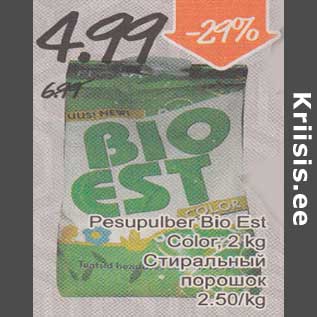 4.99
-29%
6.99
UUS! NEW!
BIO
EST
COLOR
Pesupulber Bio Est
Color, 2 kg
Стиральный
порошок
2.50/kg
Kriisis.ee